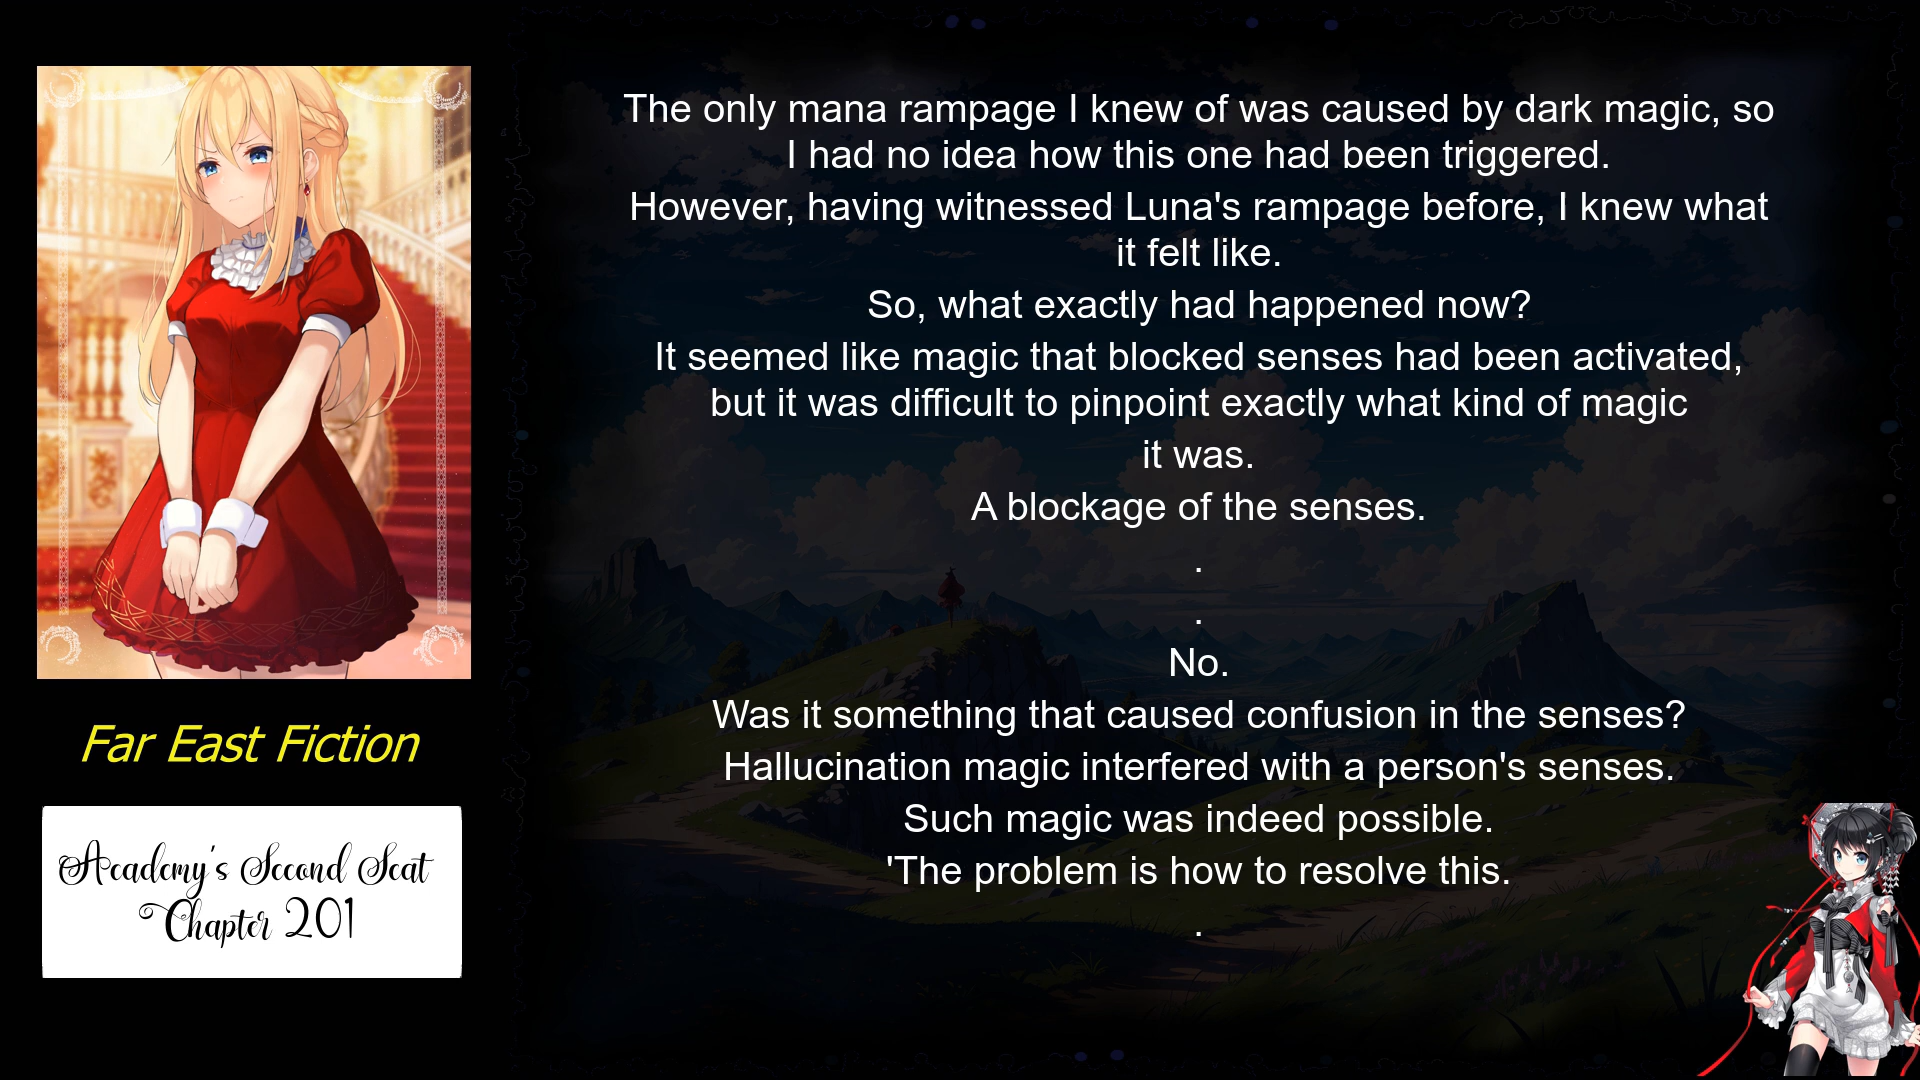 The only mana rampage I knew of was caused by dark magic, so
I had no idea how this one had been triggered.
However, having witnessed Luna's rampage before, I knew what
it felt like.
So, what exactly had happened now?
It seemed like magic that blocked senses had been activated,
but it was difficult to pinpoint exactly what kind of magic
it was.
A blockage of the senses.
.
.
No.
Was it something that caused confusion in the senses?
Hallucination magic interfered with a person's senses.
Such magic was indeed possible.
'The problem is how to resolve this.
.
Far East Fiction
Academy's Second Seat
Chapter 201